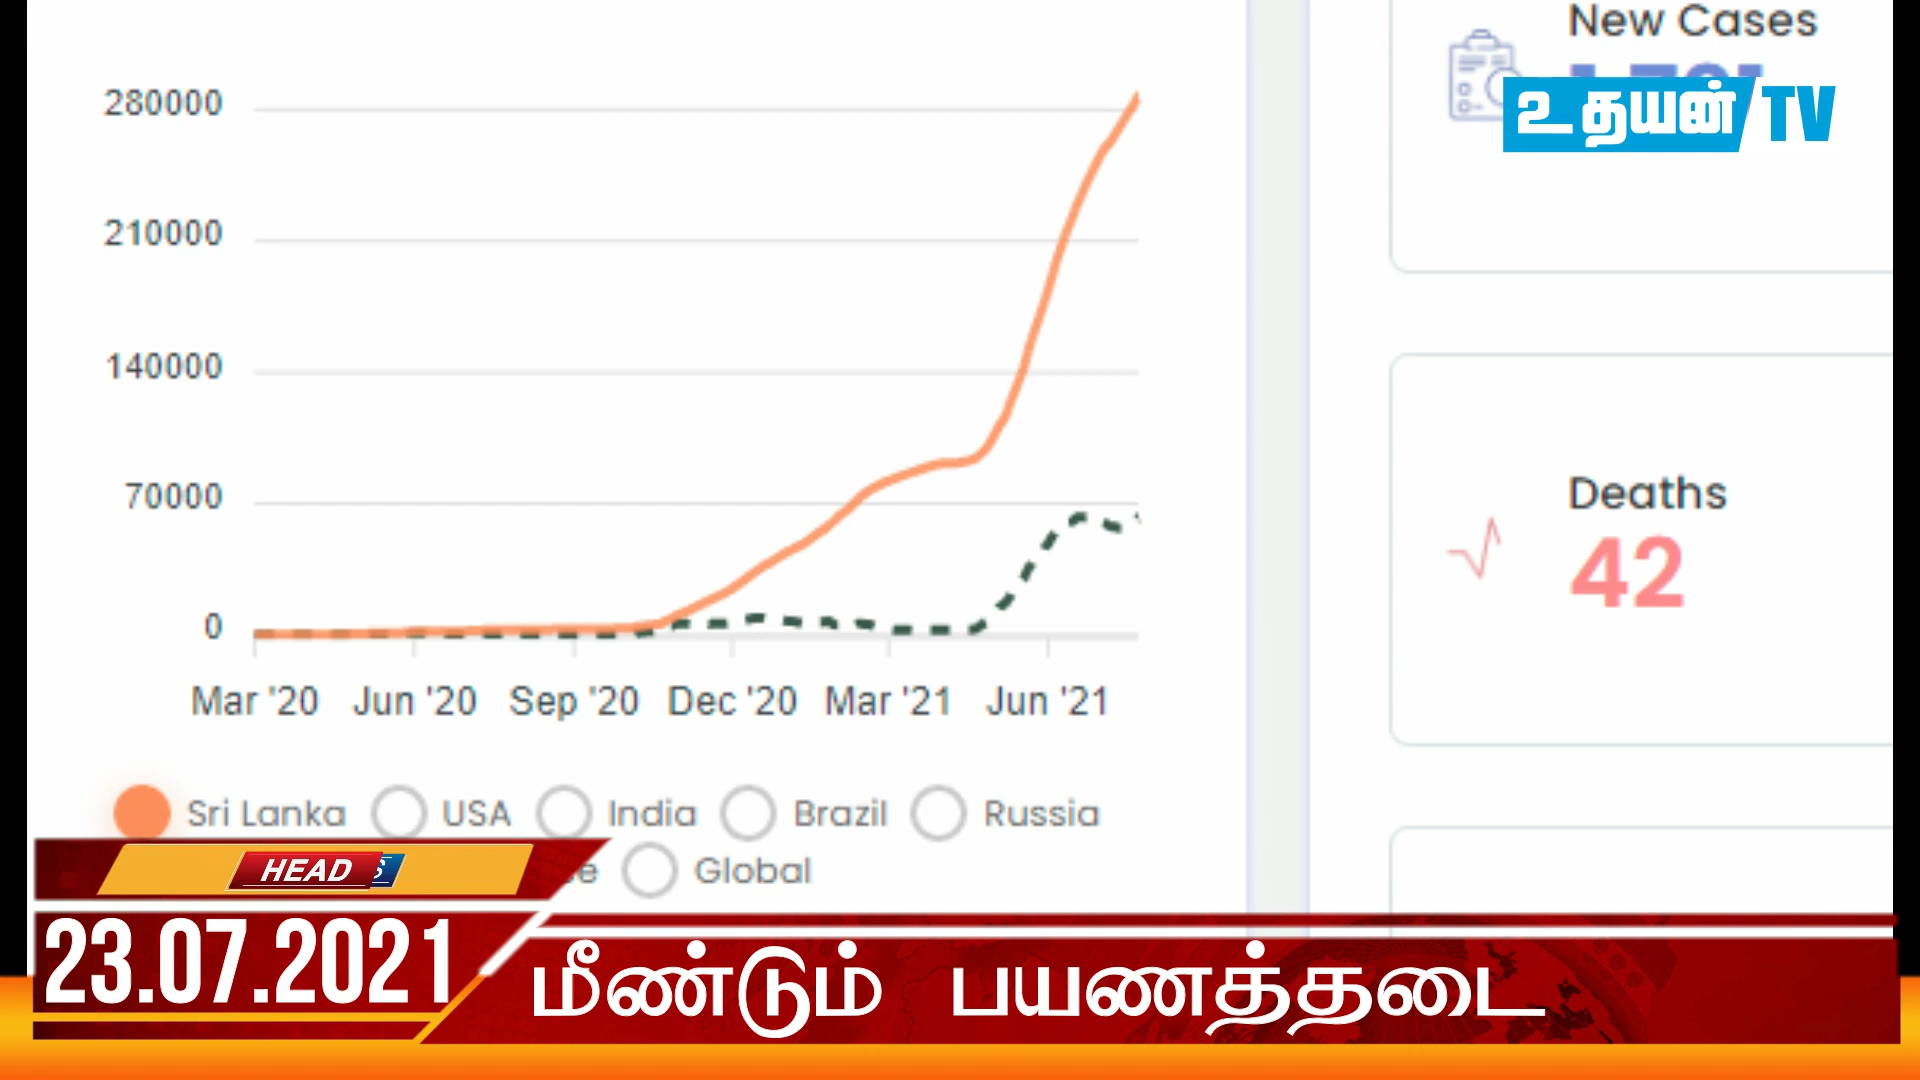 New Cases
உதயன் TV
280000
210000
140000
70000
0
Mar '20 Jun '20 Sep '20 Dec '20 Mar '21 Jun '21
Deaths
42
Sri Lanka USA India Brazil Russia
Global
HEAD
23.07.2021
மீண்டும் பயணத்தடை